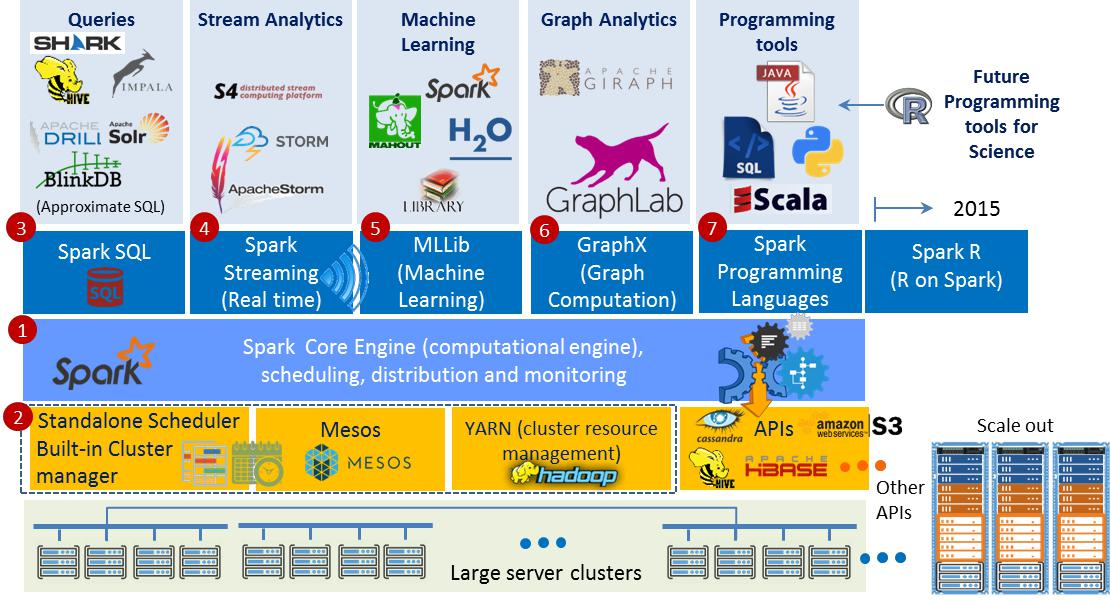 Queries
SHARK
HIVE
IMPALA
APACHE
DRILL
Apache
Solr
BlinkDB
(Approximate SQL)
Stream Analytics
S4 distributed stream
computing platform
STORM
ApacheStorm
Machine
Learning
Spark
MAHOUT
H2O
LIBRARY
Graph Analytics
APACHE
GIRAPH
GraphLab
Programming
tools
JAVA
SQL
Scala
R
Future
Programming
tools for
Science
2015
3
Spark SQL
SQL
4
Spark
Streaming
(Real time)
5
MLLib
(Machine
Learning)
6
GraphX
(Graph
Computation)
7
Spark
Programming
Languages
Spark R
(R on Spark)
1
Spark
Spark Core Engine (computational engine),
scheduling, distribution and monitoring
2
Standalone Scheduler
Built-in Cluster
manager
Mesos
MESOS
YARN (cluster resource
management)
hadoop
cassandra
APIs
amazon
web services™
S3
HIVE
APACHE
HBASE
Other
APIs
Scale out
Large server clusters